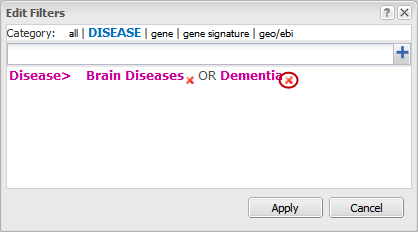 Edit Filters ? ×
Category: all | DISEASE | gene | gene signature | geo/ebi
+
Disease> Brain Diseases × OR Dementia ×
Apply Cancel